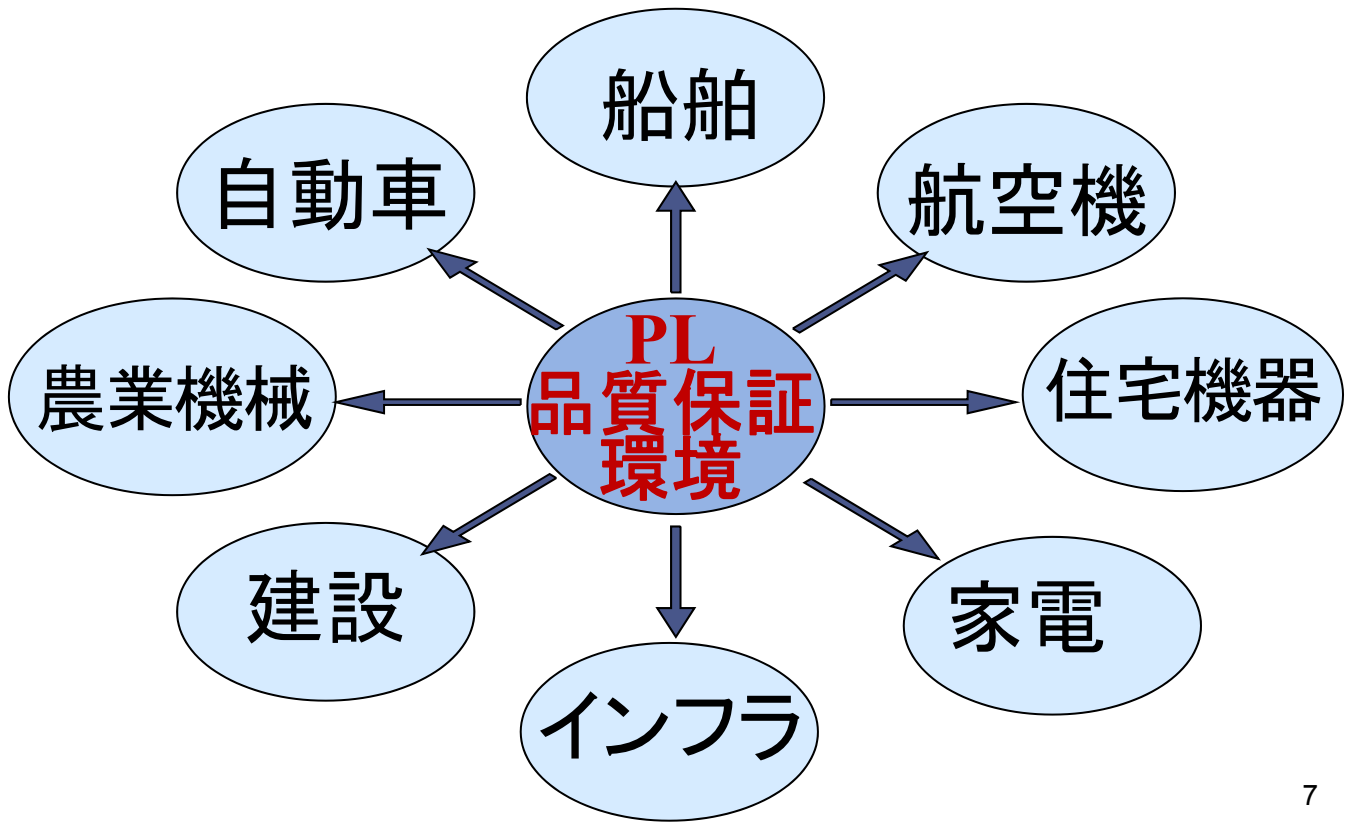 船舶
自動車
航空機
PL
品質保証
環境
農業機械
住宅機器
建設
家電
インフラ
7